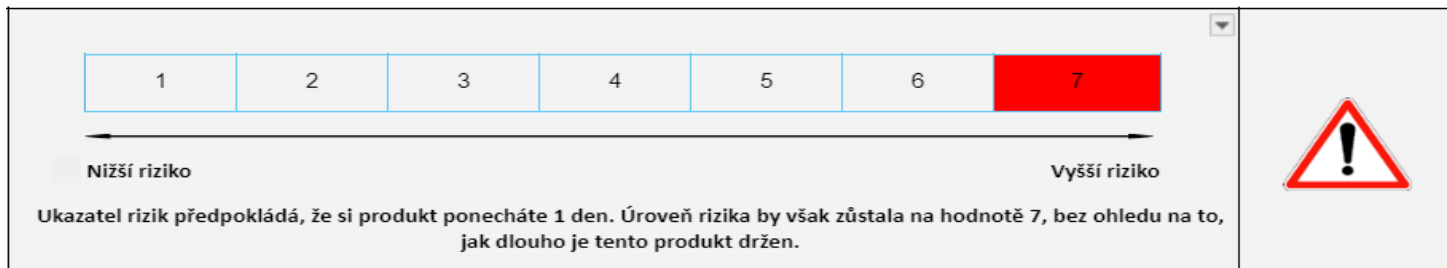 1 2 3 4 5 6 7
Nižší riziko Vyšší riziko
Ukazatel rizik předpokládá, že si produkt ponecháte 1 den. Úroveň rizika by však zůstala na hodnotě 7, bez ohledu na to,
jak dlouho je tento produkt držen.